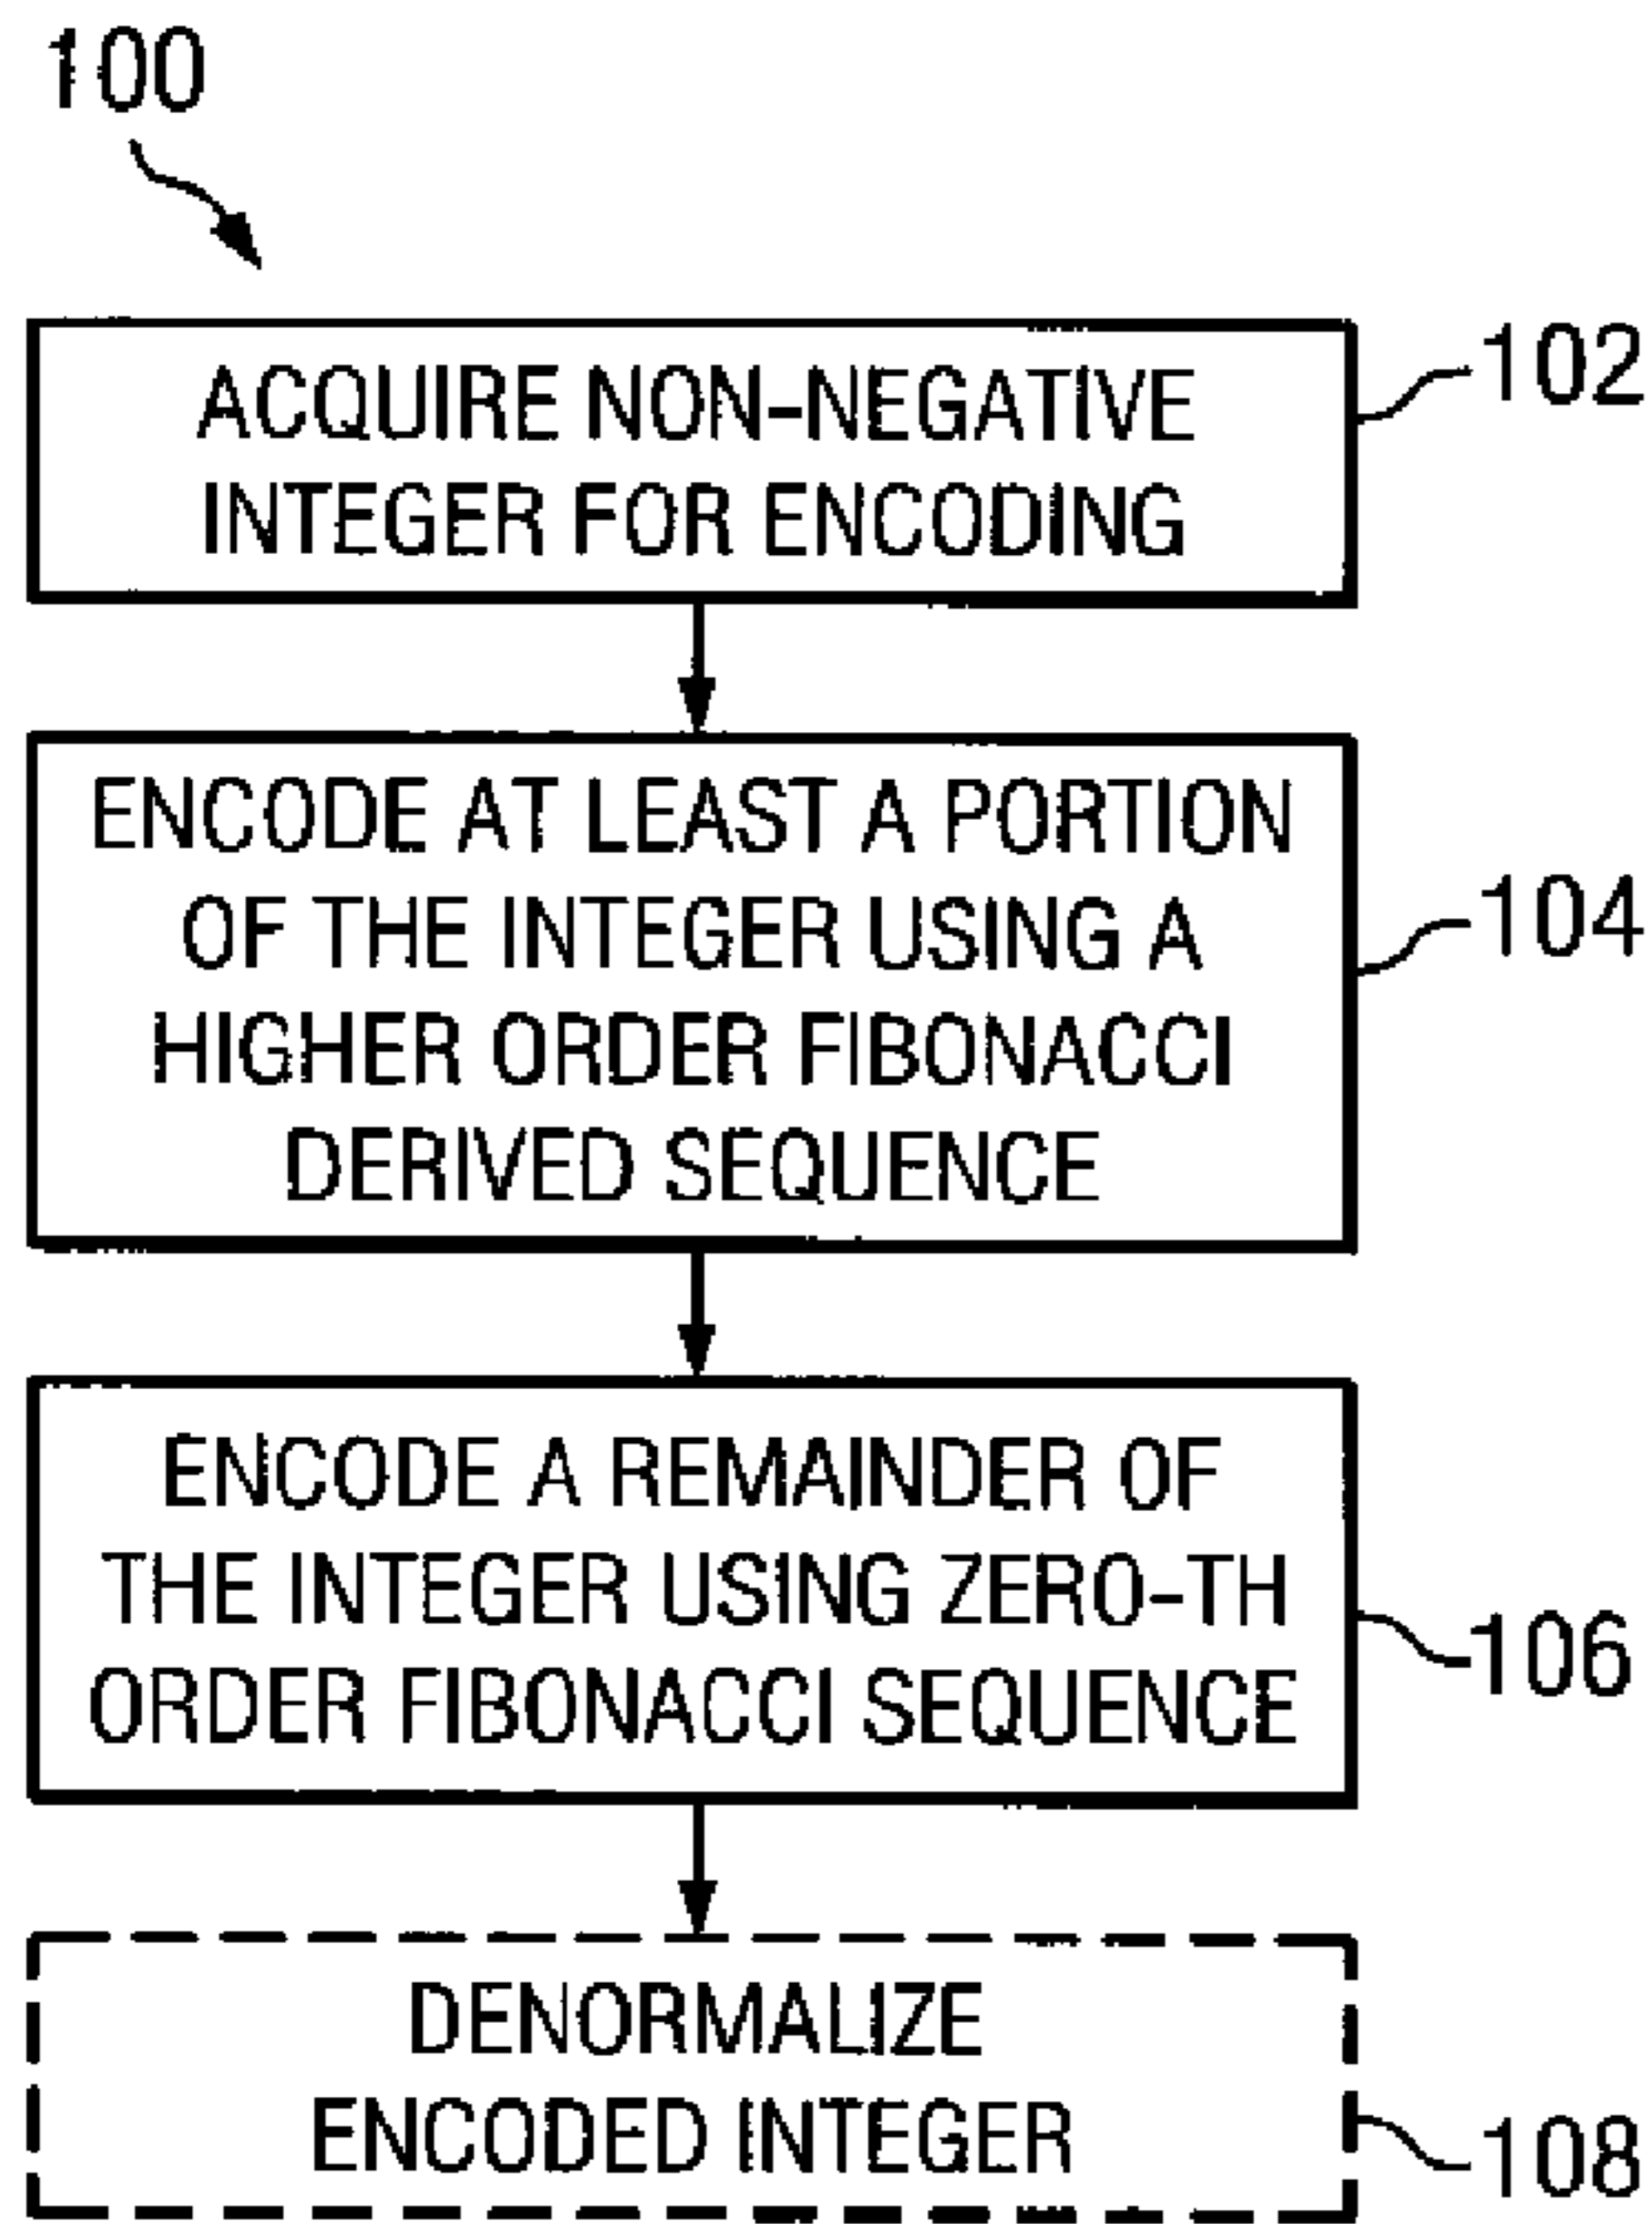 100
ACQUIRE NON-NEGATIVE
INTEGER FOR ENCODING
102
ENCODE AT LEAST A PORTION
OF THE INTEGER USING A
HIGHER ORDER FIBONACCI
DERIVED SEQUENCE
104
ENCODE A REMAINDER OF
THE INTEGER USING ZERO-TH
ORDER FIBONACCI SEQUENCE
106
DENORMALIZE
ENCODED INTEGER
108